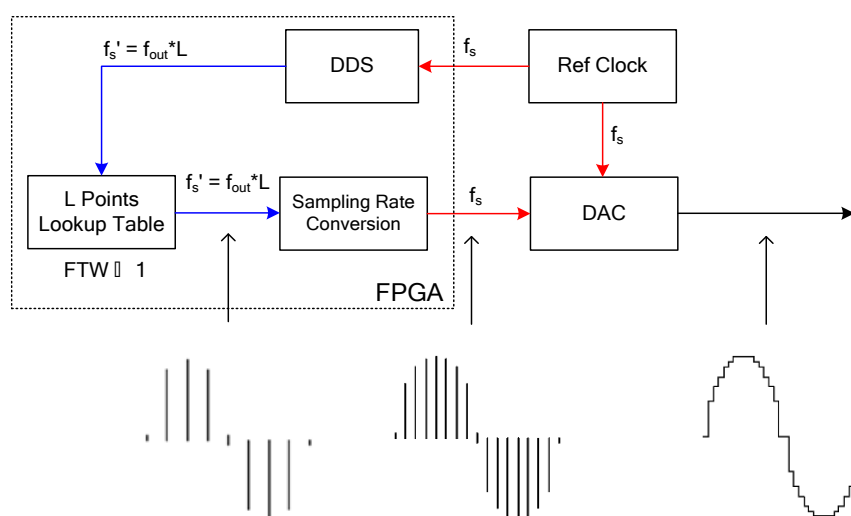 fs' = fout*L
DDS
fs
Ref Clock
fs
L Points
Lookup Table
fs' = fout*L
Sampling Rate
Conversion
fs
DAC
FTW 1
FPGA